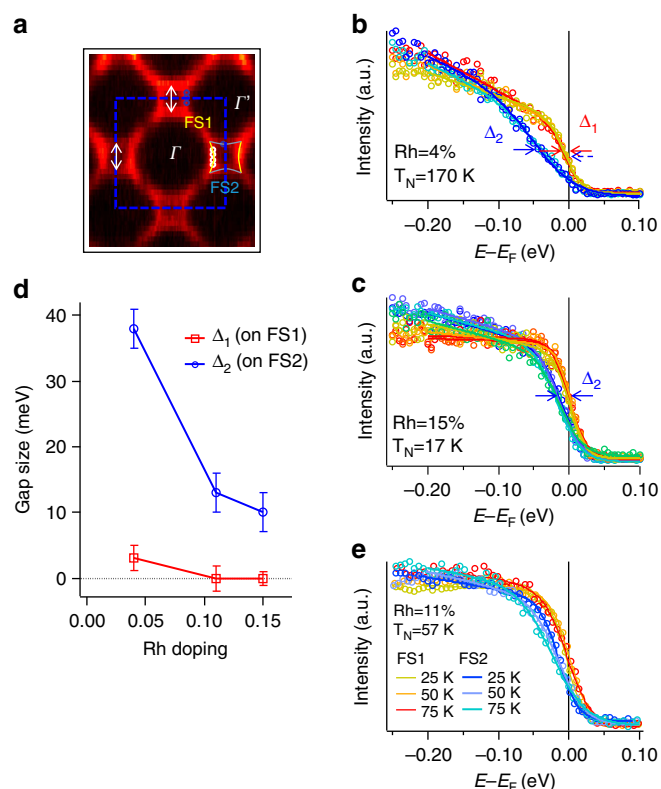 a
Γ'
FS1
Γ
FS2
b
Intensity (a.u.)
Δ2
Δ1
Rh=4%
TN=170 K
−0.20 −0.10 0.00 0.10
E–EF (eV)
c
Intensity (a.u.)
Δ2
Rh=15%
TN=17 K
−0.20 −0.10 0.00 0.10
E–EF (eV)
d
Gap size (meV)
40
30
20
10
0
Δ1 (on FS1)
Δ2 (on FS2)
0.00 0.05 0.10 0.15
Rh doping
e
Intensity (a.u.)
Rh=11%
TN=57 K
FS1 FS2
25 K 25 K
50 K 50 K
75 K 75 K
−0.20 −0.10 0.00 0.10
E–EF (eV)